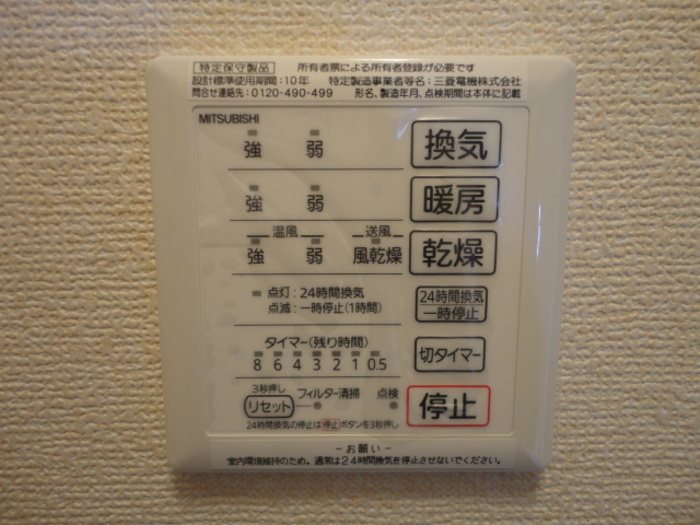 特定保守製品 所有者票による所有者登録が必要です
設計標準使用期間:10年 特定製造事業者等名:三菱電機株式会社
問合せ連絡先:0120-490-499 形名、製造年月、点検期間は本体に記載
MITSUBISHI
強 弱 換気
強 弱 暖房
温風 送風
強 弱 風乾燥 乾燥
点灯:24時間換気
点滅:一時停止(1時間)
24時間換気
一時停止
タイマー(残り時間)
8 6 4 3 2 1 0.5
切タイマー
3秒押し
リセット フィルター清掃 点検
停止
24時間換気の停止は停止ボタンを3秒押し
-お願い-
室内環境維持のため、通常は24時間換気を停止させないでください。